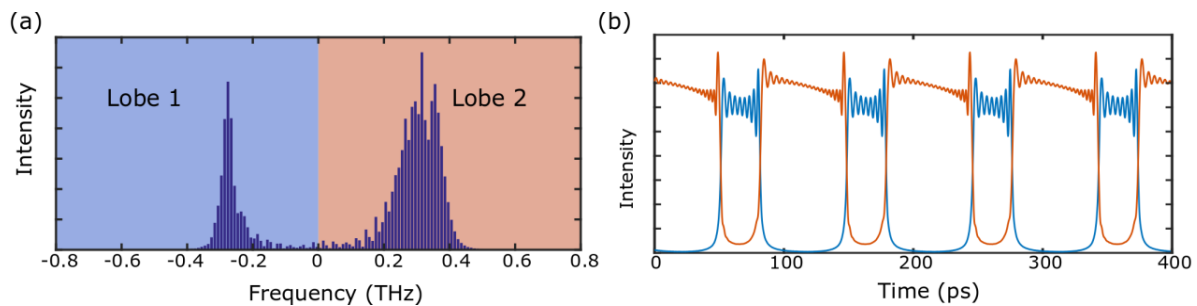 (a)
Lobe 1
Lobe 2
Intensity
-0.8 -0.6 -0.4 -0.2 0 0.2 0.4 0.6 0.8
Frequency (THz)
(b)
Intensity
0 100 200 300 400
Time (ps)